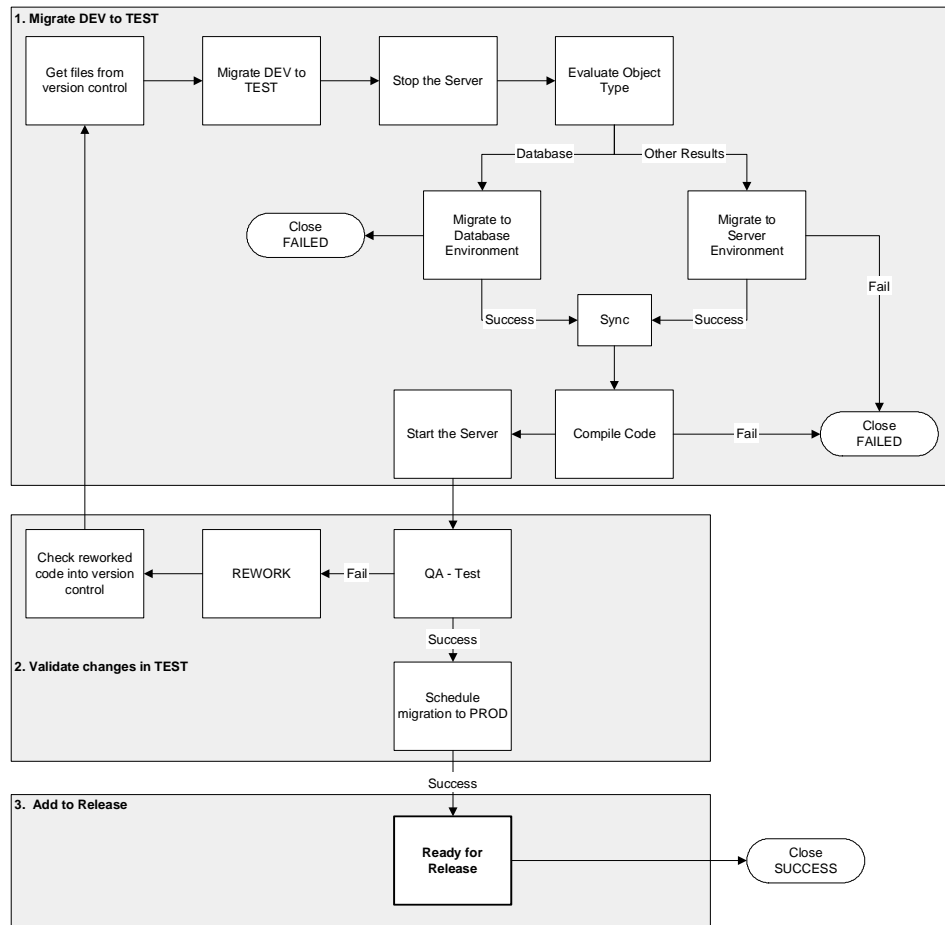 1. Migrate DEV to TEST
Get files from
version control
Migrate DEV to
TEST
Stop the Server
Evaluate Object
Type
Database
Other Results
Close
FAILED
Migrate to
Database
Environment
Migrate to
Server
Environment
Fail
Success
Sync
Success
Start the Server
Compile Code
Fail
Close
FAILED
Check reworked
code into version
control
REWORK
Fail
QA - Test
Success
2. Validate changes in TEST
Schedule
migration to PROD
Success
3. Add to Release
Ready for
Release
Close
SUCCESS